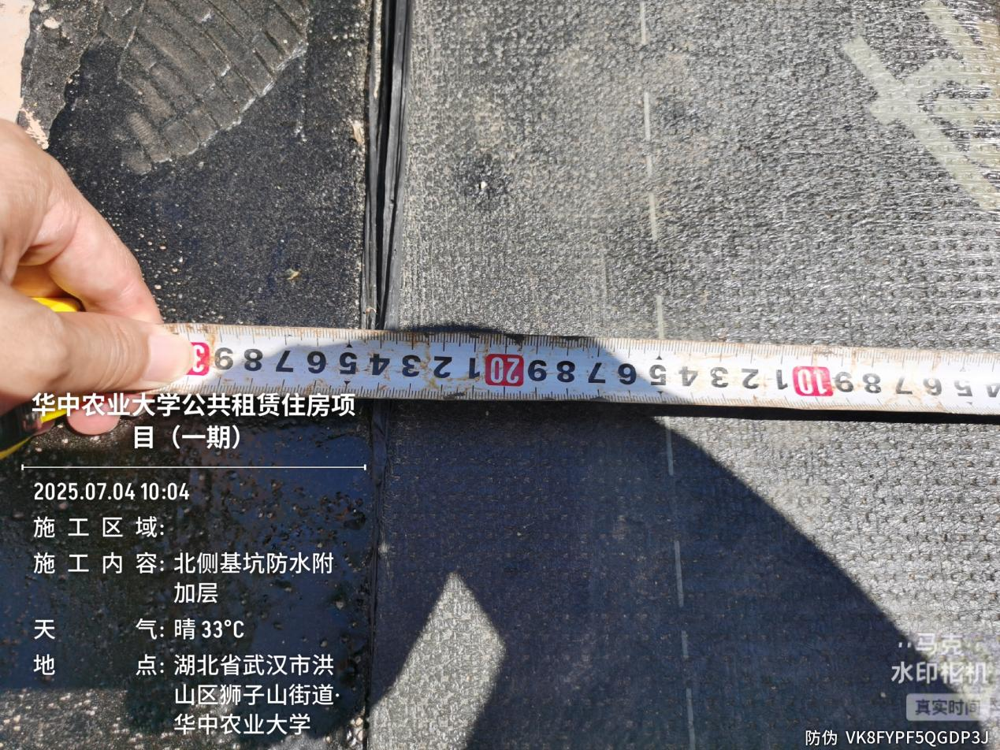 3 9 8 7 6 5 4 3 2 1 20 9 8 7 6 5 4 3 2 1 10 9 8 7 6 5 4
华中农业大学公共租赁住房项
目（一期）
2025.07.04 10:04
施工区域:
施工内容: 北侧基坑防水附
加层
天气: 晴 33°C
地点: 湖北省武汉市洪
山区狮子山街道·
华中农业大学
马克
水印相机
真实时间
防伪 VK8FYPF5QGDP3J